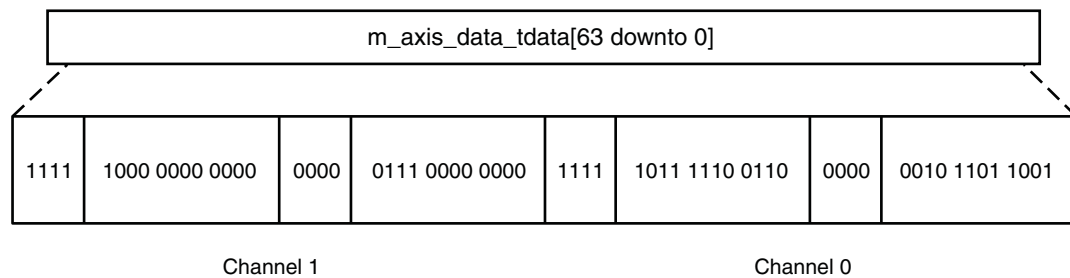 m_axis_data_tdata[63 downto 0]
1111 1000 0000 0000 0000 0111 0000 0000 1111 1011 1110 0110 0000 0010 1101 1001
Channel 1 Channel 0